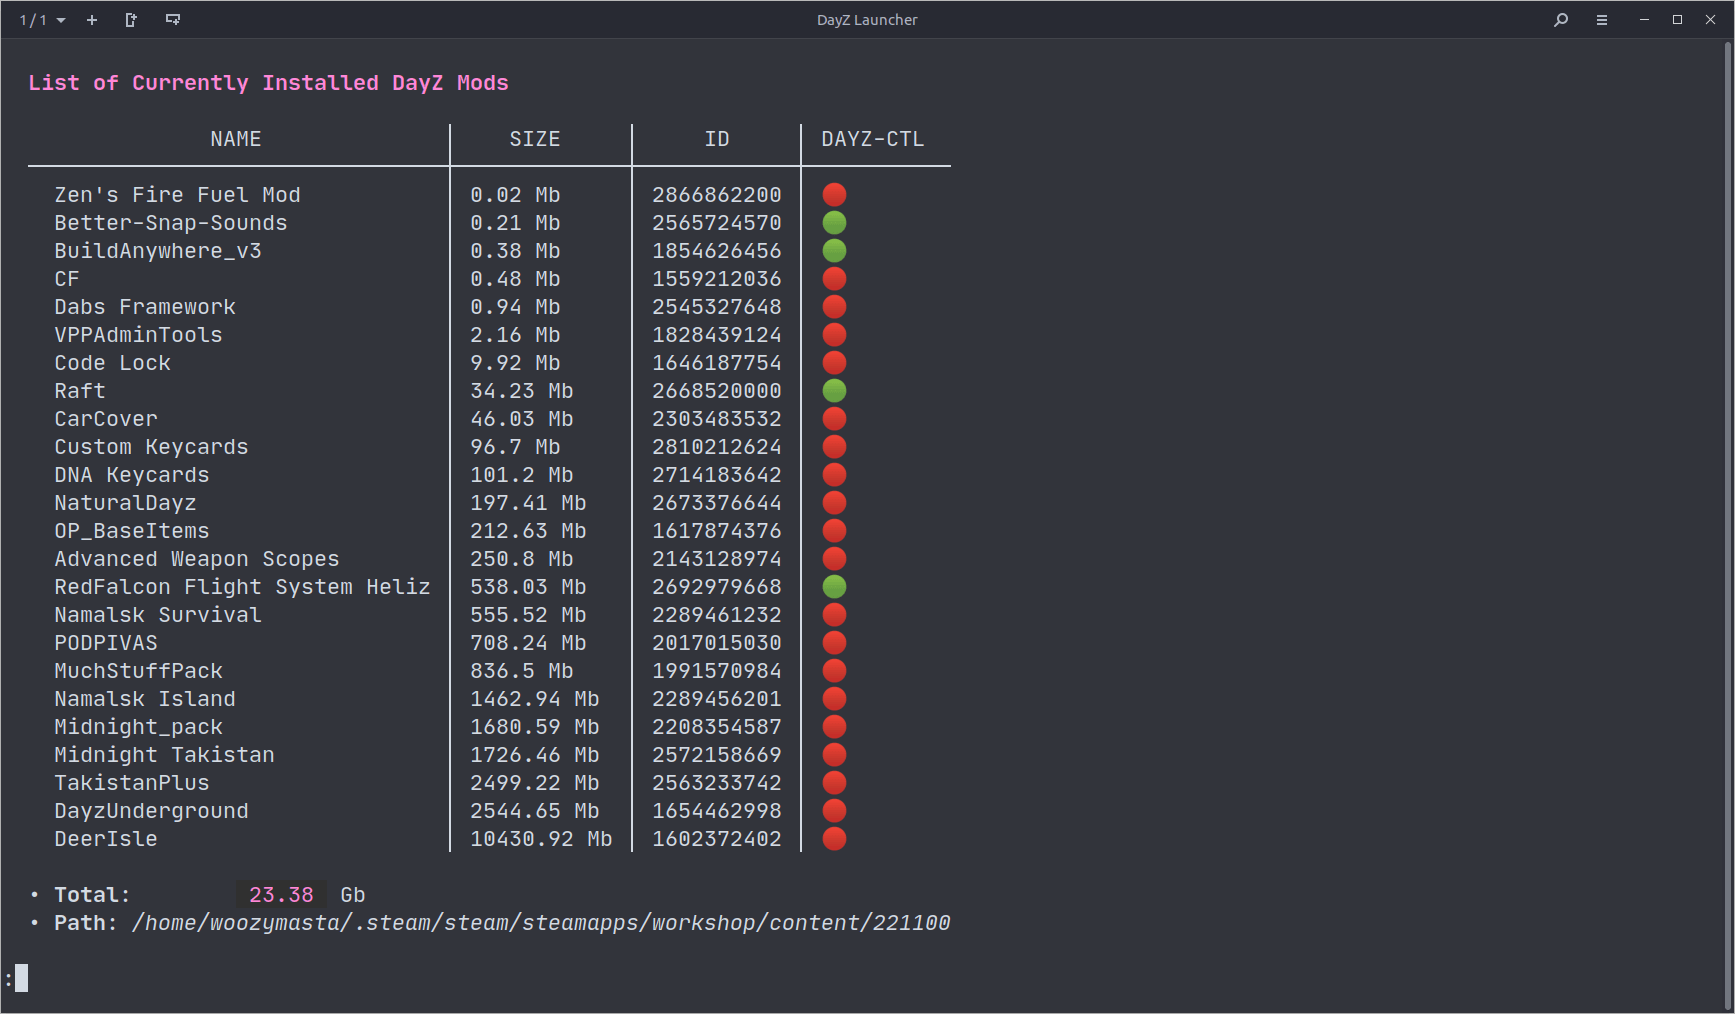 1 / 1
DayZ Launcher
List of Currently Installed DayZ Mods
NAME SIZE ID DAYZ-CTL
Zen's Fire Fuel Mod 0.02 Mb 2866862200
Better-Snap-Sounds 0.21 Mb 2565724570
BuildAnywhere_v3 0.38 Mb 1854626456
CF 0.48 Mb 1559212036
Dabs Framework 0.94 Mb 2545327648
VPPAdminTools 2.16 Mb 1828439124
Code Lock 9.92 Mb 1646187754
Raft 34.23 Mb 2668520000
CarCover 46.03 Mb 2303483532
Custom Keycards 96.7 Mb 2810212624
DNA Keycards 101.2 Mb 2714183642
NaturalDayz 197.41 Mb 2673376644
OP_BaseItems 212.63 Mb 1617874376
Advanced Weapon Scopes 250.8 Mb 2143128974
RedFalcon Flight System Heliz 538.03 Mb 2692979668
Namalsk Survival 555.52 Mb 2289461232
PODPIVAS 708.24 Mb 2017015030
MuchStuffPack 836.5 Mb 1991570984
Namalsk Island 1462.94 Mb 2289456201
Midnight_pack 1680.59 Mb 2208354587
Midnight Takistan 1726.46 Mb 2572158669
TakistanPlus 2499.22 Mb 2563233742
DayzUnderground 2544.65 Mb 1654462998
DeerIsle 10430.92 Mb 1602372402
• Total: 23.38 Gb
• Path: /home/woozymasta/.steam/steam/steamapps/workshop/content/221100
: